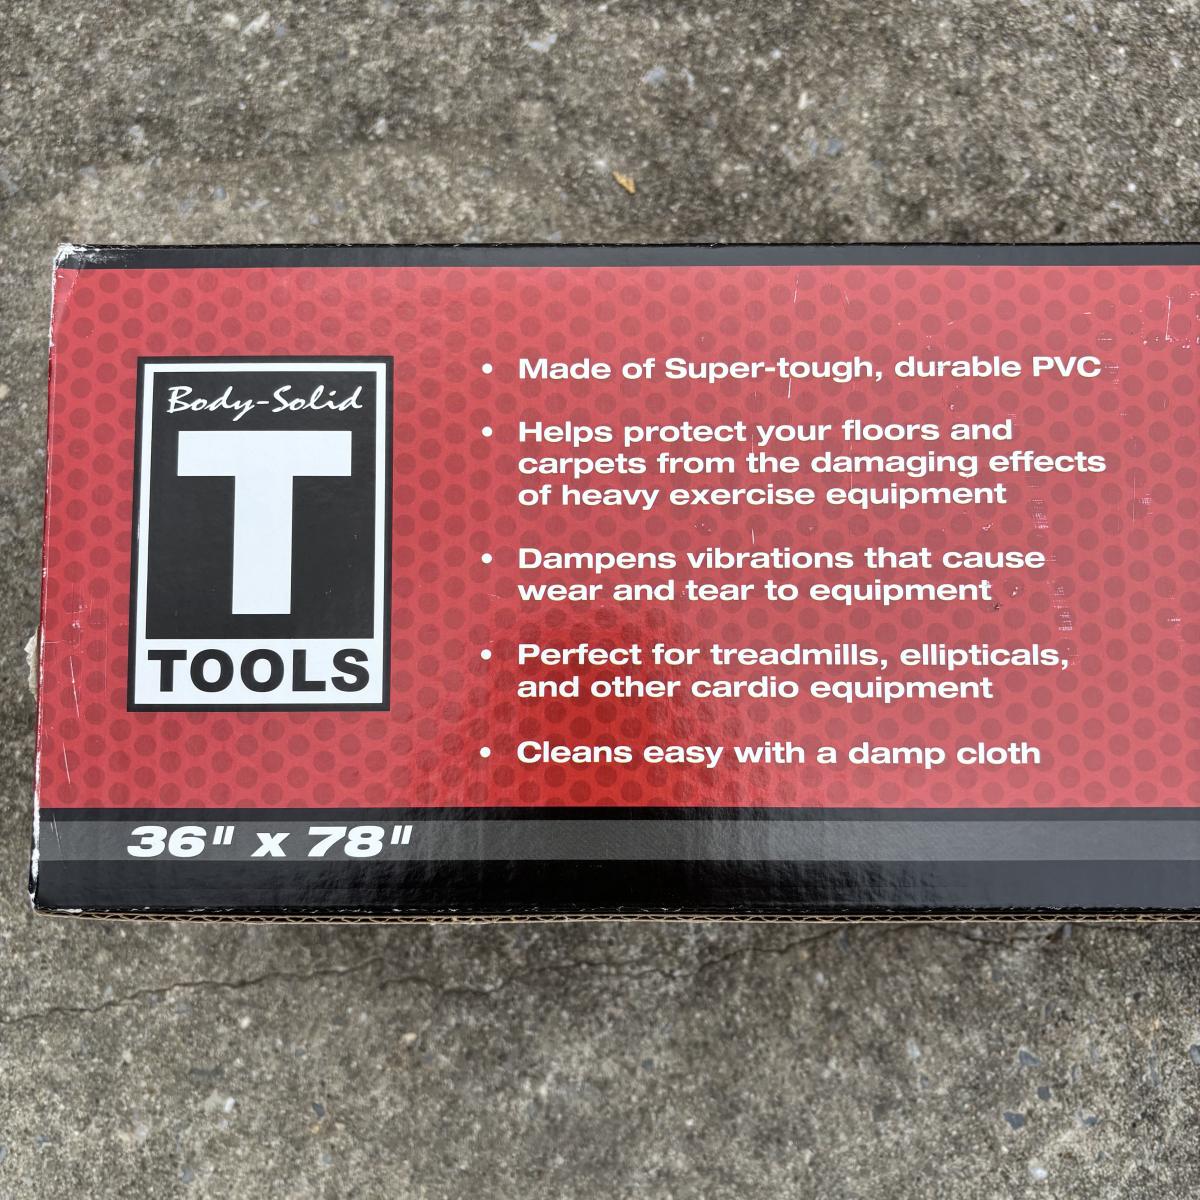 Body-Solid
T
TOOLS
• Made of Super-tough, durable PVC
• Helps protect your floors and
carpets from the damaging effects
of heavy exercise equipment
• Dampens vibrations that cause
wear and tear to equipment
• Perfect for treadmills, ellipticals,
and other cardio equipment
• Cleans easy with a damp cloth
36" x 78"